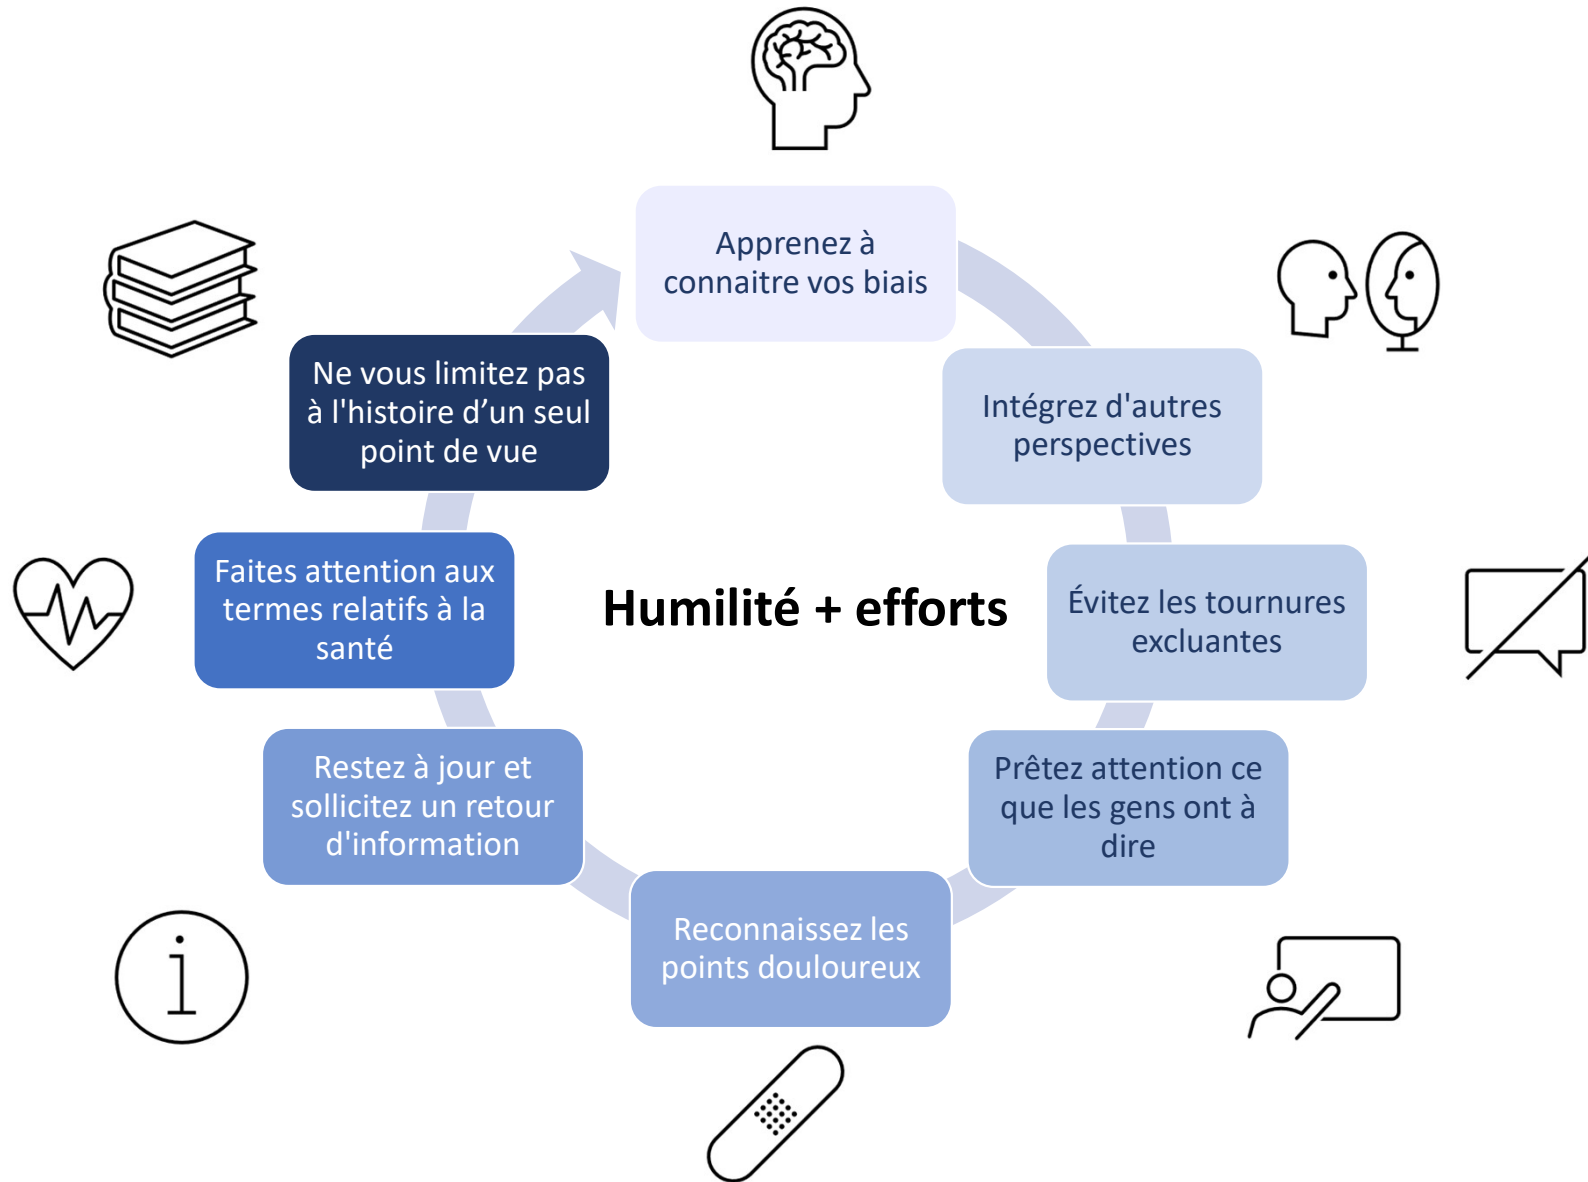 Apprenez à
connaitre vos biais
Intégrez d'autres
perspectives
Évitez les tournures
excluantes
Prêtez attention ce
que les gens ont à
dire
Reconnaissez les
points douloureux
Restez à jour et
sollicitez un retour
d'information
Faites attention aux
termes relatifs à la
santé
Ne vous limitez pas
à l'histoire d’un seul
point de vue
Humilité + efforts